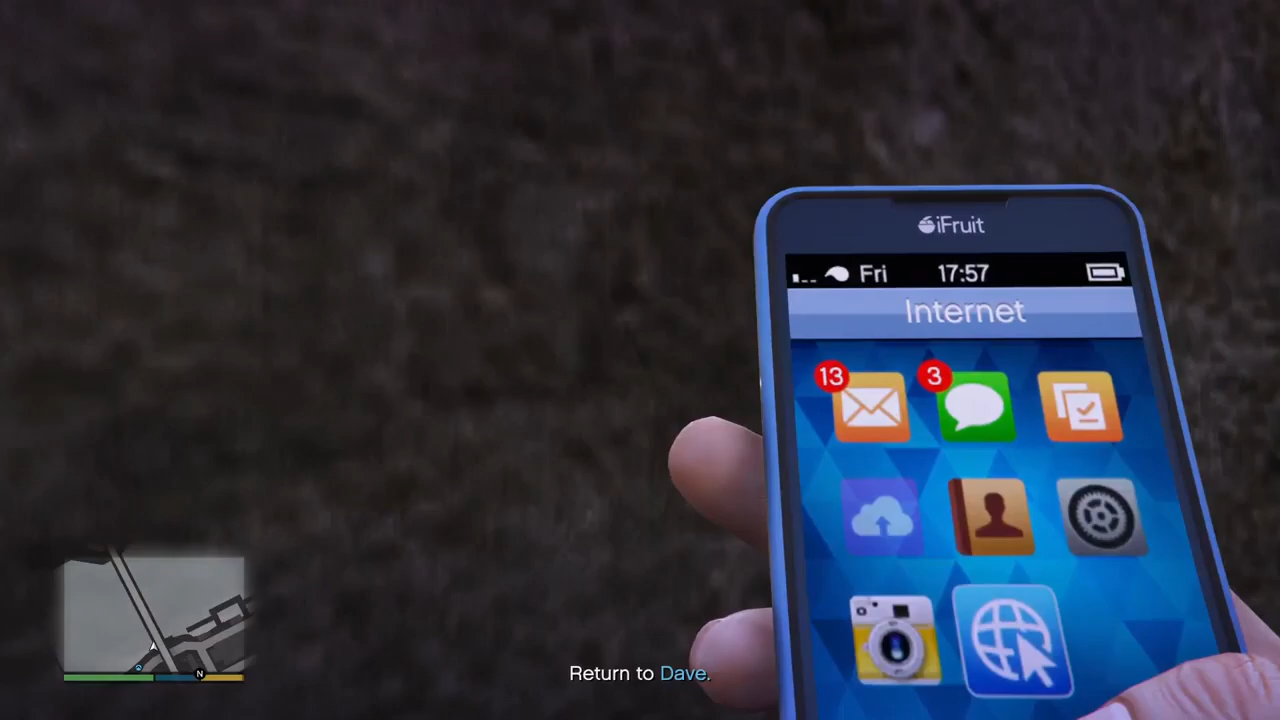 iFruit
Fri 17:57
Internet
13 3
N
Return to Dave.